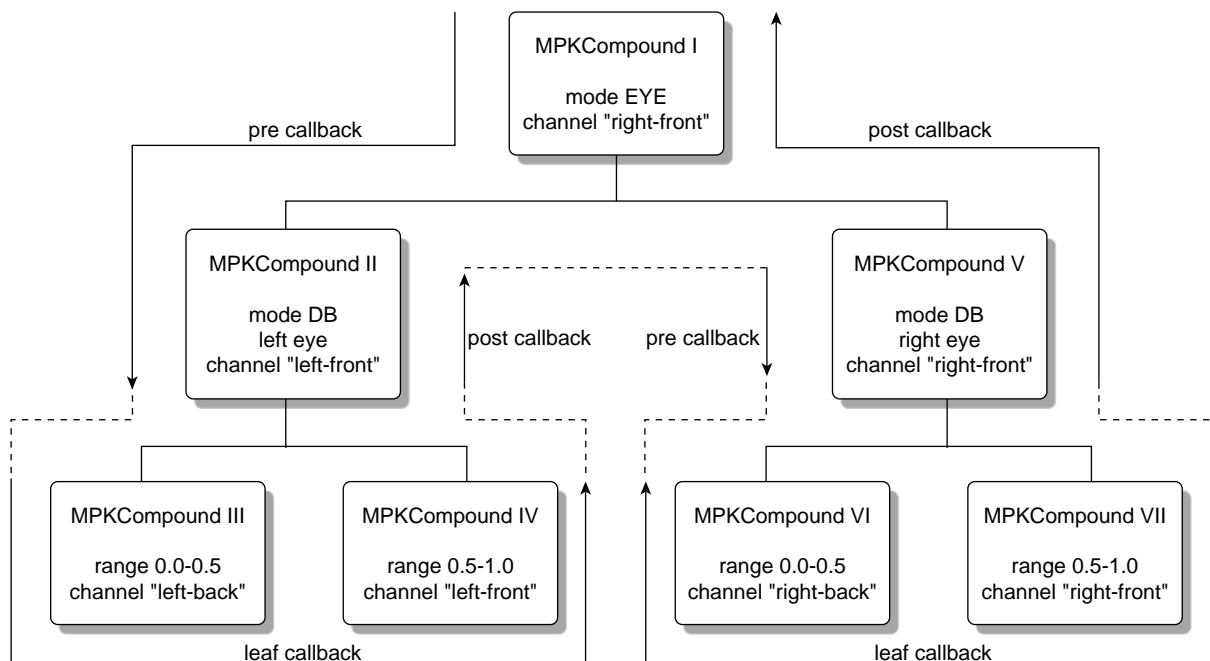 MPKCompound I
mode EYE
channel "right-front"
pre callback
post callback
MPKCompound II
mode DB
left eye
channel "left-front"
post callback
pre callback
MPKCompound V
mode DB
right eye
channel "right-front"
MPKCompound III
range 0.0-0.5
channel "left-back"
MPKCompound IV
range 0.5-1.0
channel "left-front"
MPKCompound VI
range 0.0-0.5
channel "right-back"
MPKCompound VII
range 0.5-1.0
channel "right-front"
leaf callback
leaf callback